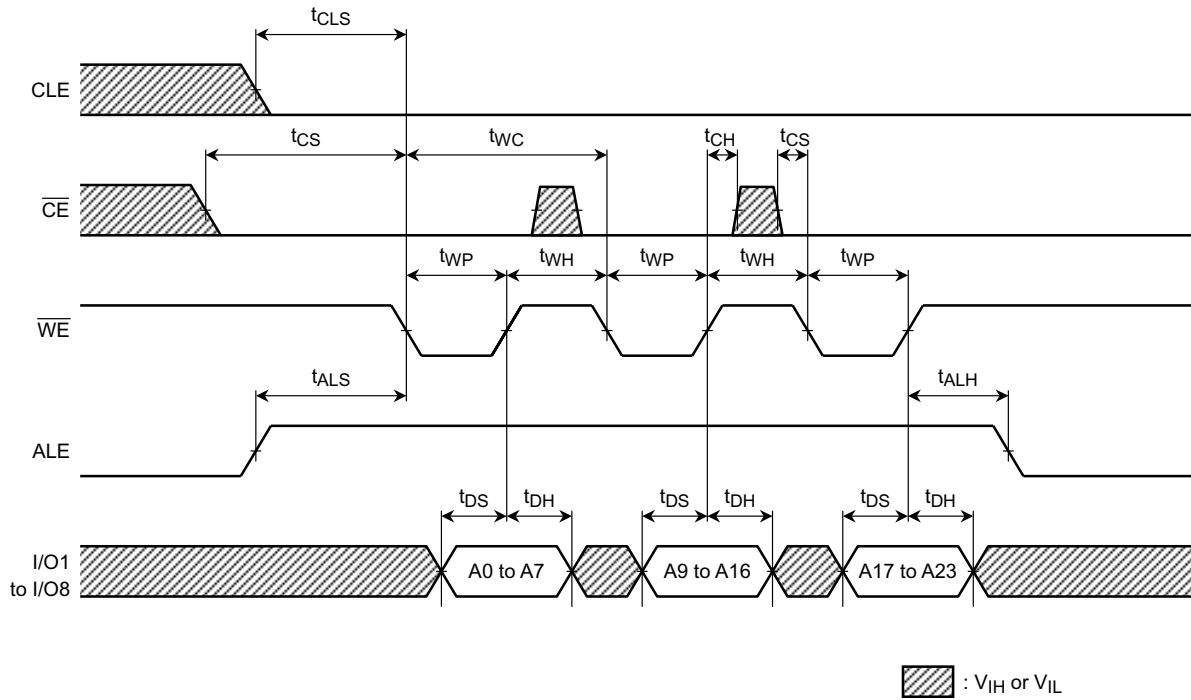 tCLS
CLE
tCS tWC tCH tCS
CE
tWP tWH tWP tWH tWP
WE
tALS tALH
ALE
tDS tDH tDS tDH tDS tDH
I/O1
to I/O8
A0 to A7 A9 to A16 A17 to A23
: VIH or VIL